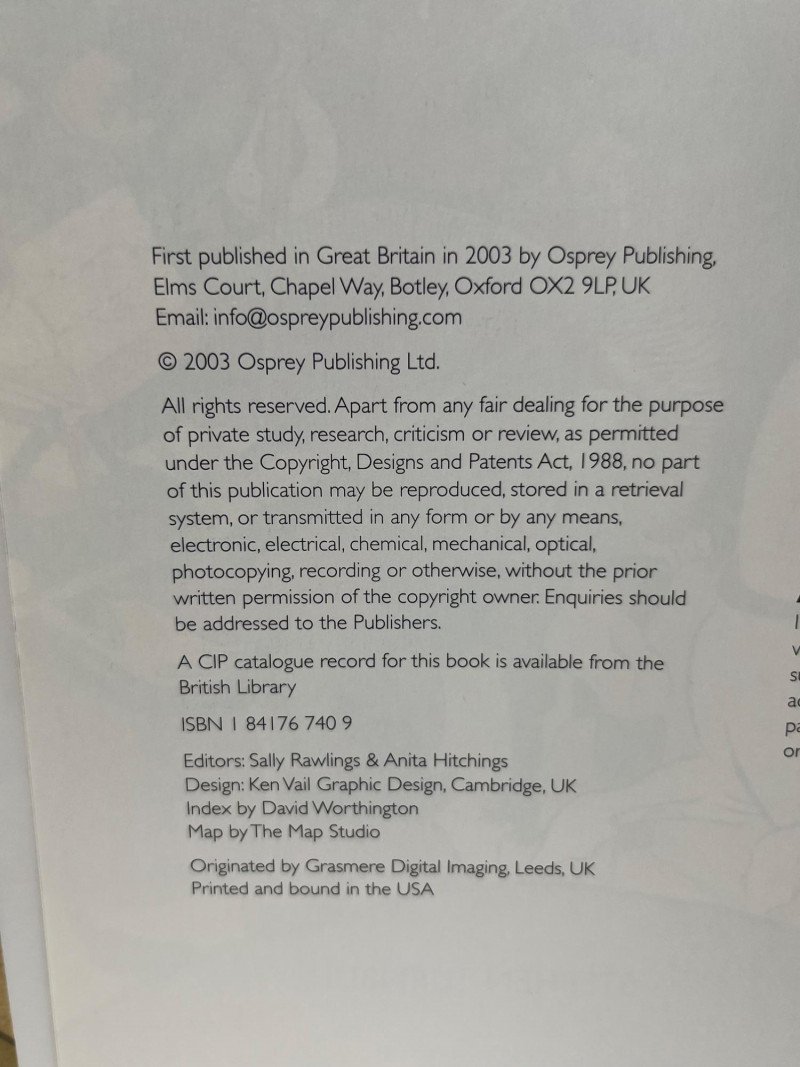 First published in Great Britain in 2003 by Osprey Publishing,
Elms Court, Chapel Way, Botley, Oxford OX2 9LP, UK
Email: info@ospreypublishing.com
© 2003 Osprey Publishing Ltd.
All rights reserved. Apart from any fair dealing for the purpose
of private study, research, criticism or review, as permitted
under the Copyright, Designs and Patents Act, 1988, no part
of this publication may be reproduced, stored in a retrieval
system, or transmitted in any form or by any means,
electronic, electrical, chemical, mechanical, optical,
photocopying, recording or otherwise, without the prior
written permission of the copyright owner. Enquiries should
be addressed to the Publishers.
A CIP catalogue record for this book is available from the
British Library
ISBN 1 84176 740 9
Editors: Sally Rawlings & Anita Hitchings
Design: Ken Vail Graphic Design, Cambridge, UK
Index by David Worthington
Map by The Map Studio
Originated by Grasmere Digital Imaging, Leeds, UK
Printed and bound in the USA